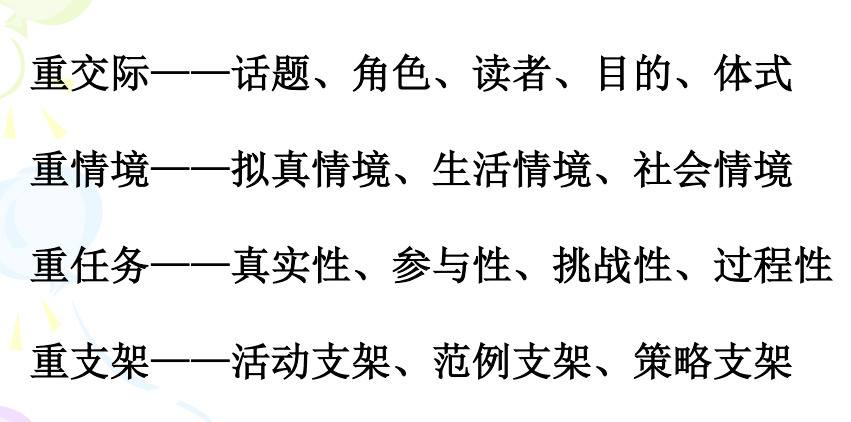 重交际——话题、角色、读者、目的、体式
重情境——拟真情境、生活情境、社会情境
重任务——真实性、参与性、挑战性、过程性
重支架——活动支架、范例支架、策略支架